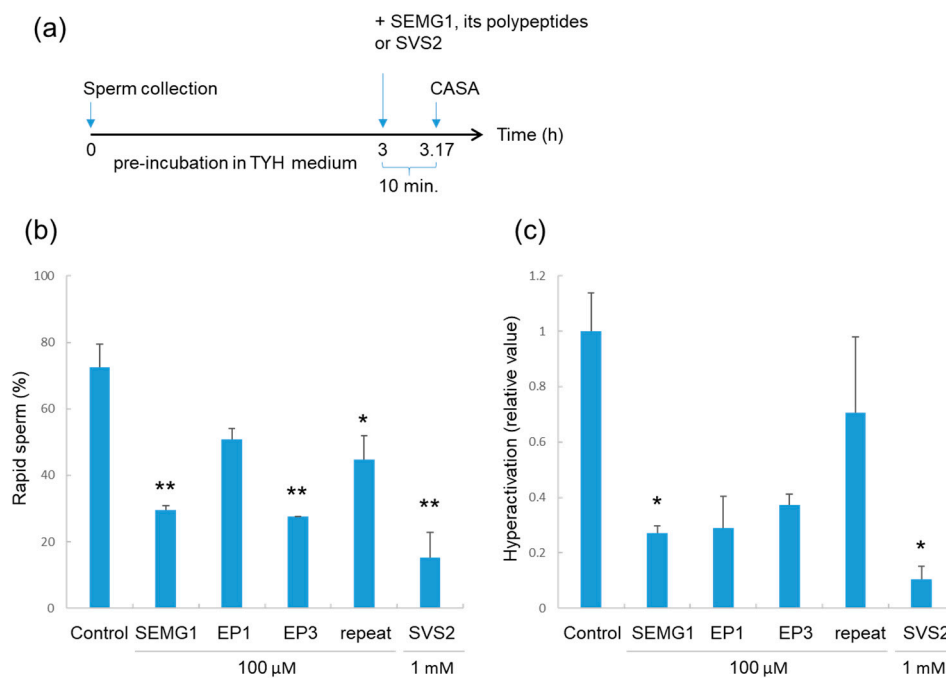 (a)
+ SEMG1, its polypeptides
or SVS2
Sperm collection
CASA
Time (h)
0
3
3.17
pre-incubation in TYH medium
10 min.
(b)
Rapid sperm (%)
100
80
60
40
20
0
**
**
*
**
Control SEMG1 EP1 EP3 repeat SVS2
100 µM 1 mM
(c)
Hyperactivation (relative value)
1.2
1
0.8
0.6
0.4
0.2
0
*
*
Control SEMG1 EP1 EP3 repeat SVS2
100 µM 1 mM